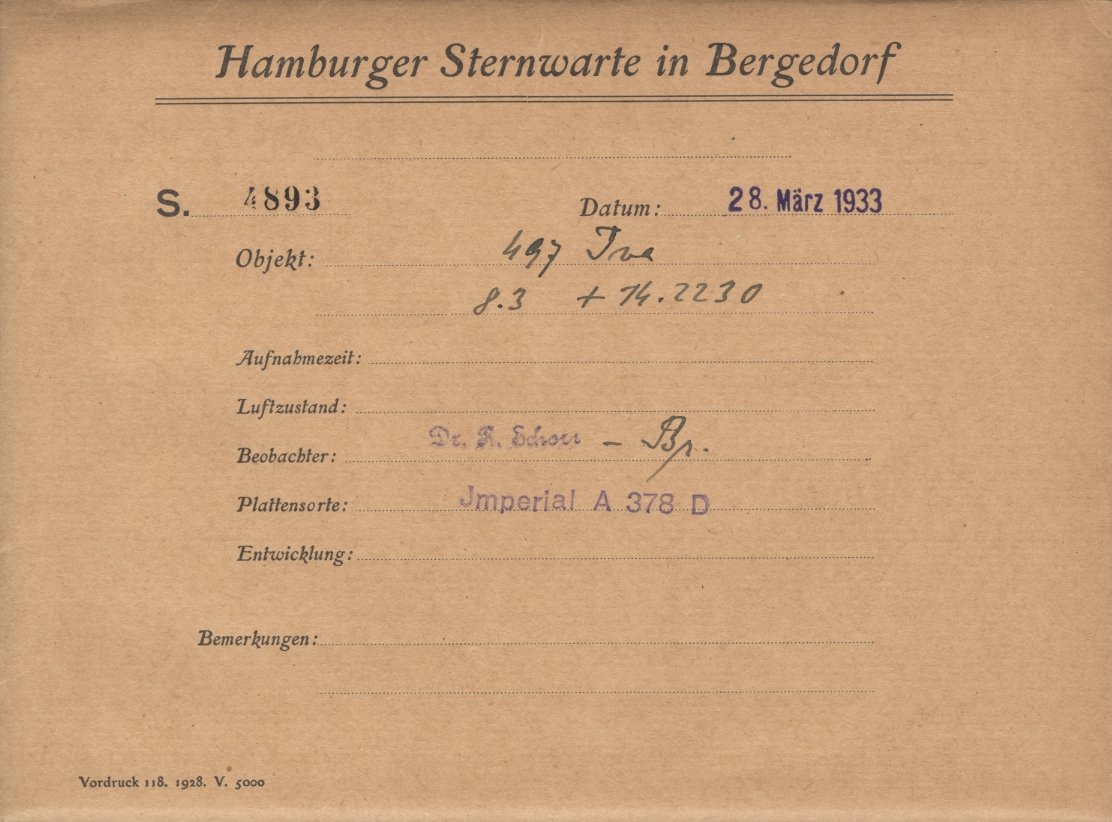 Hamburger Sternwarte in Bergedorf
S. 4893 Datum: 28. März 1933
Objekt: 497 Iva
8.3 + 14.2230
Aufnahmezeit:
Luftzustand:
Beobachter: Dr. R. Schorr – Br.
Plattensorte: Jmperial A 378 D
Entwicklung:
Bemerkungen:
Vordruck 118. 1928. V. 5000